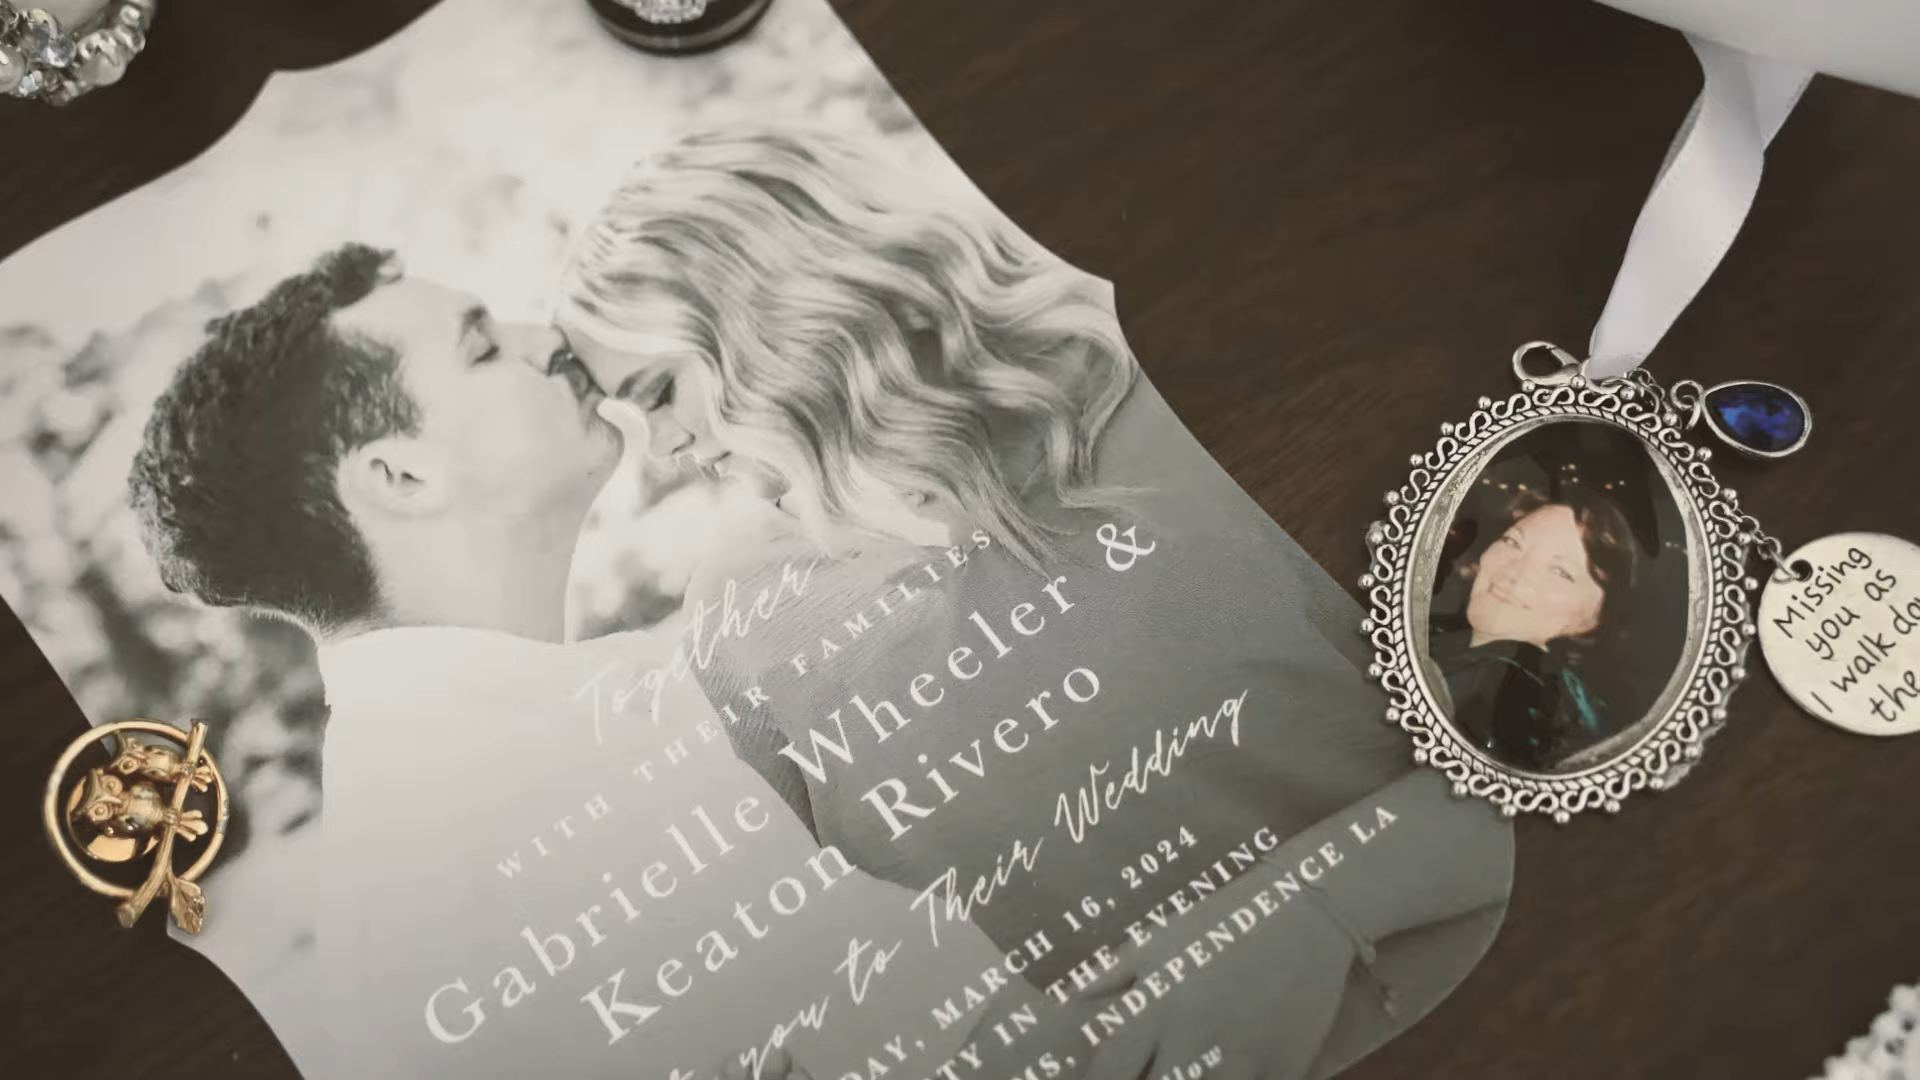 Together
WITH THEIR FAMILIES
Gabrielle Wheeler &
Keaton Rivero
you to Their Wedding
MARCH 16, 2024
IN THE EVENING
INDEPENDENCE LA
Missing
you as
I walk
the